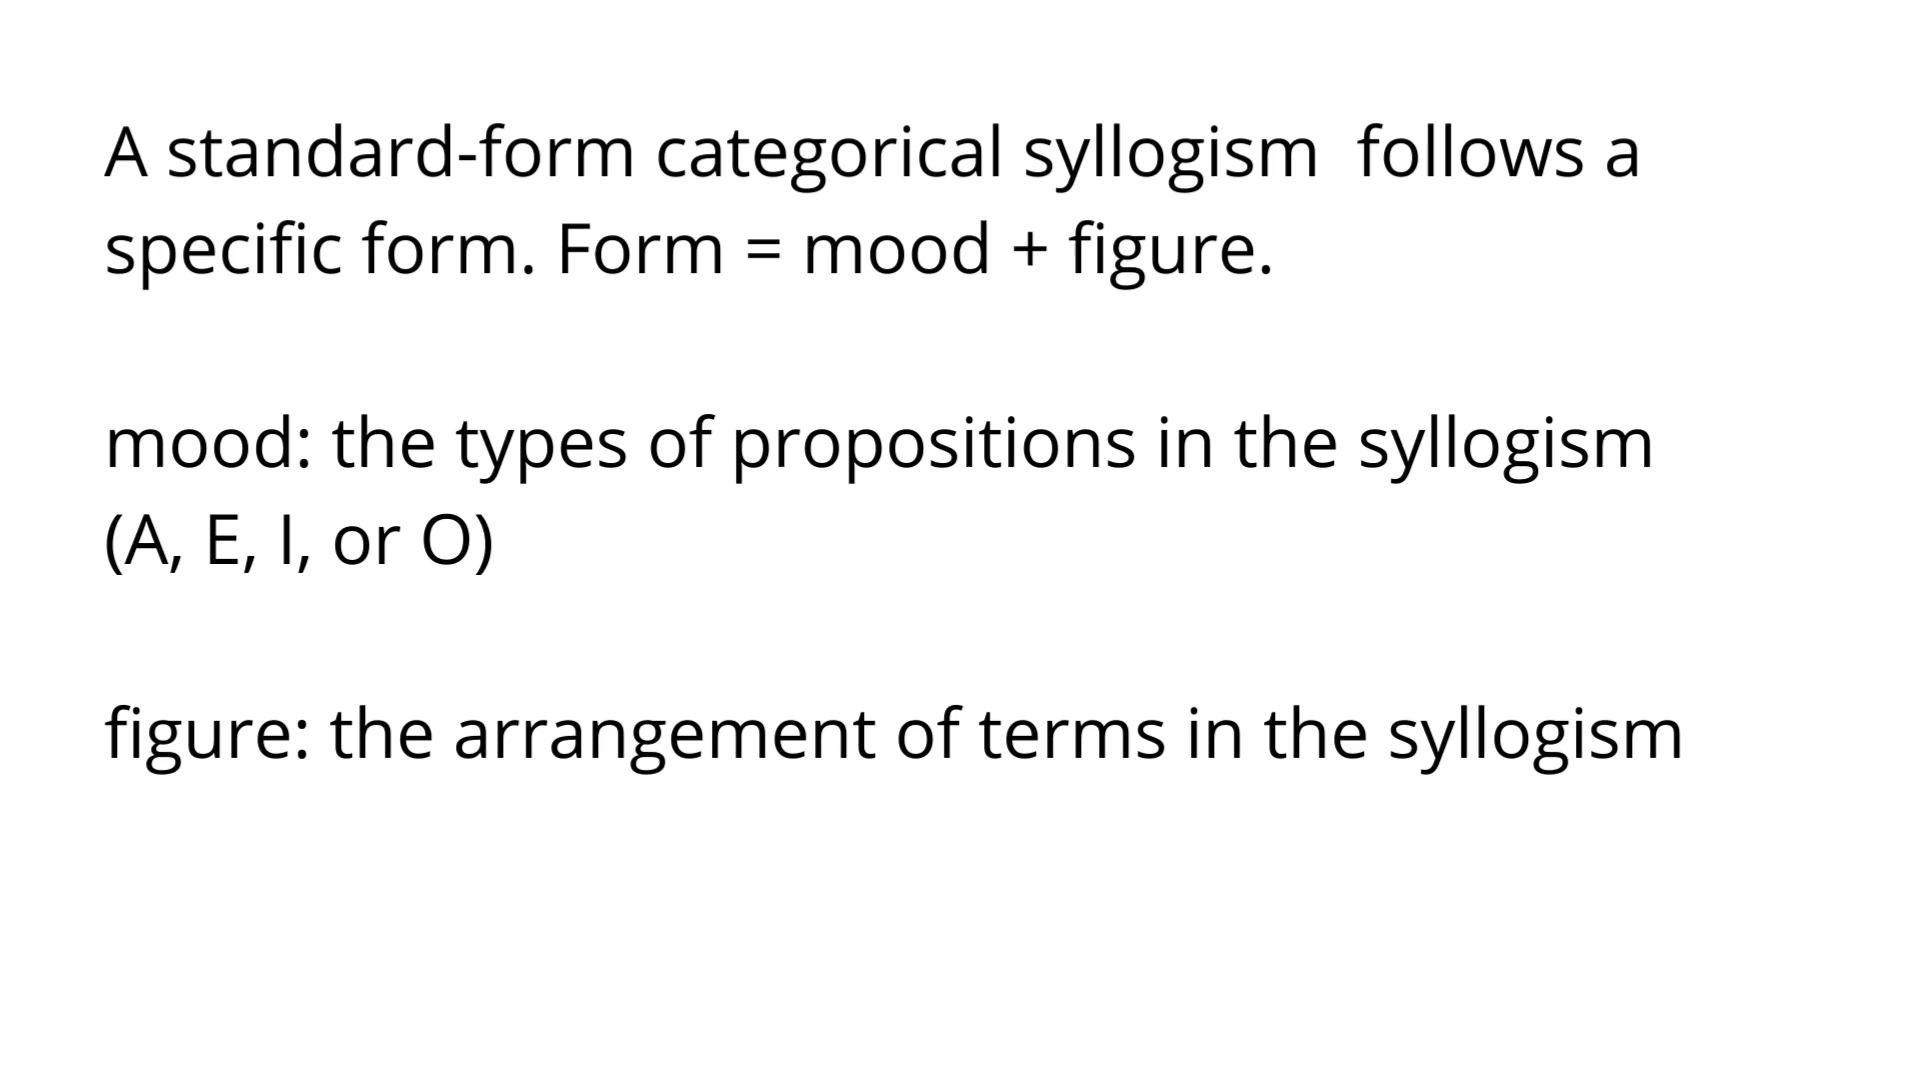 A standard-form categorical syllogism  follows a
specific form. Form = mood + figure.
mood: the types of propositions in the syllogism
(A, E, I, or O)
figure: the arrangement of terms in the syllogism